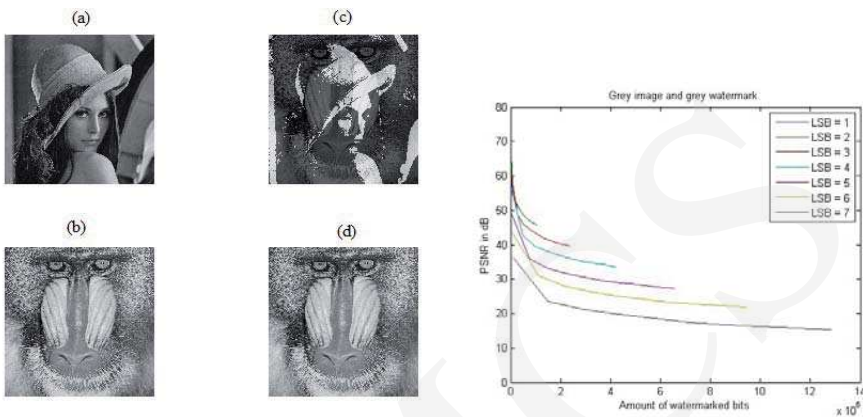 (a)
(c)
(b)
(d)
Grey image and grey watermark
PSNR in dB
80
70
60
50
40
30
20
10
0
LSB = 1
LSB = 2
LSB = 3
LSB = 4
LSB = 5
LSB = 6
LSB = 7
0 2 4 6 8 10 12 14
x 10
Amount of watermarked bits